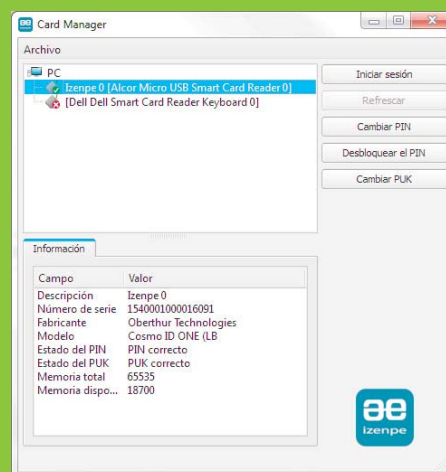 Card Manager
Archivo
PC
Izenpe 0 [Alcor Micro USB Smart Card Reader 0]
[Dell Dell Smart Card Reader Keyboard 0]
Iniciar sesión
Refrescar
Cambiar PIN
Desbloquear el PIN
Cambiar PUK
Información
Campo Valor
Descripción Izenpe 0
Número de serie 1540001000016091
Fabricante Oberthur Technologies
Modelo Cosmo ID ONE (LB
Estado del PIN PIN correcto
Estado del PUK PUK correcto
Memoria total 65535
Memoria dispo... 18700
izenpe